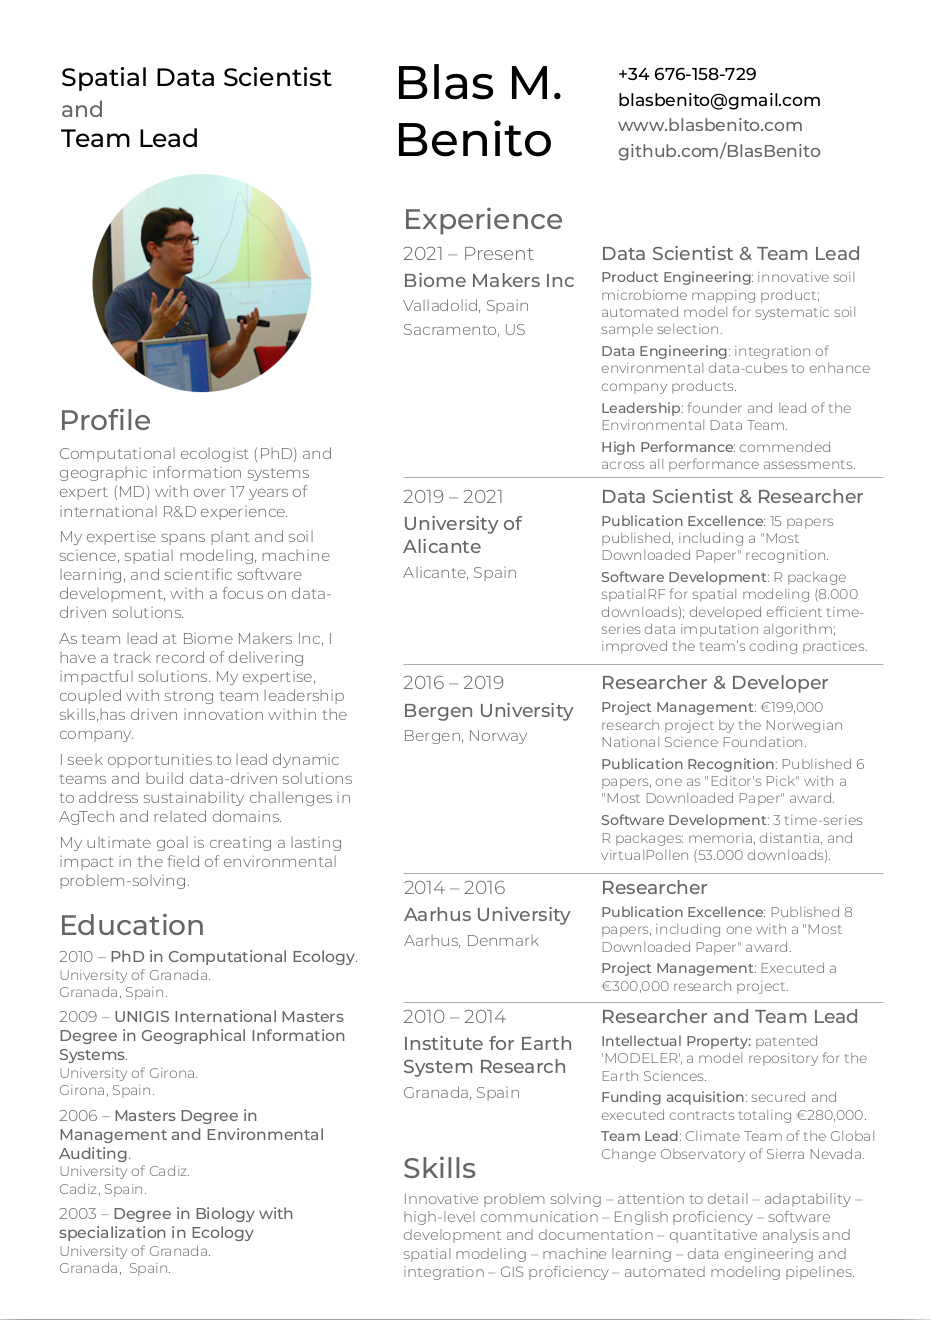 Spatial Data Scientist
and
Team Lead
Blas M.
Benito
+34 676-158-729
blasbenito@gmail.com
www.blasbenito.com
github.com/BlasBenito
Profile
Computational ecologist (PhD) and
geographic information systems
expert (MD) with over 17 years of
international R&D experience.
My expertise spans plant and soil
science, spatial modeling, machine
learning, and scientific software
development, with a focus on data-
driven solutions.
As team lead at Biome Makers Inc, I
have a track record of delivering
impactful solutions. My expertise,
coupled with strong team leadership
skills,has driven innovation within the
company.
I seek opportunities to lead dynamic
teams and build data-driven solutions
to address sustainability challenges in
AgTech and related domains.
My ultimate goal is creating a lasting
impact in the field of environmental
problem-solving.
Education
2010 – PhD in Computational Ecology.
University of Granada.
Granada, Spain.
2009 – UNIGIS International Masters
Degree in Geographical Information
Systems.
University of Girona.
Girona, Spain.
2006 – Masters Degree in
Management and Environmental
Auditing.
University of Cadiz.
Cadiz, Spain.
2003 – Degree in Biology with
specialization in Ecology
University of Granada.
Granada, Spain.
Experience
2021 – Present
Biome Makers Inc
Valladolid, Spain
Sacramento, US
Data Scientist & Team Lead
Product Engineering: innovative soil
microbiome mapping product;
automated model for systematic soil
sample selection.
Data Engineering: integration of
environmental data-cubes to enhance
company products.
Leadership: founder and lead of the
Environmental Data Team.
High Performance: commended
across all performance assessments.
2019 – 2021
University of
Alicante
Alicante, Spain
Data Scientist & Researcher
Publication Excellence: 15 papers
published, including a "Most
Downloaded Paper" recognition.
Software Development: R package
spatialRF for spatial modeling (8.000
downloads); developed efficient time-
series data imputation algorithm;
improved the team's coding practices.
2016 – 2019
Bergen University
Bergen, Norway
Researcher & Developer
Project Management: €199,000
research project by the Norwegian
National Science Foundation.
Publication Recognition: Published 6
papers, one as "Editor's Pick" with a
"Most Downloaded Paper" award.
Software Development: 3 time-series
R packages: memoria, distantia, and
virtualPollen (53.000 downloads).
2014 – 2016
Aarhus University
Aarhus, Denmark
Researcher
Publication Excellence: Published 8
papers, including one with a "Most
Downloaded Paper" award.
Project Management: Executed a
€300,000 research project.
2010 – 2014
Institute for Earth
System Research
Granada, Spain
Researcher and Team Lead
Intellectual Property: patented
'MODELER', a model repository for the
Earth Sciences.
Funding acquisition: secured and
executed contracts totaling €280,000.
Team Lead: Climate Team of the Global
Change Observatory of Sierra Nevada.
Skills
Innovative problem solving – attention to detail – adaptability –
high-level communication – English proficiency – software
development and documentation – quantitative analysis and
spatial modeling – machine learning – data engineering and
integration – GIS proficiency – automated modeling pipelines.